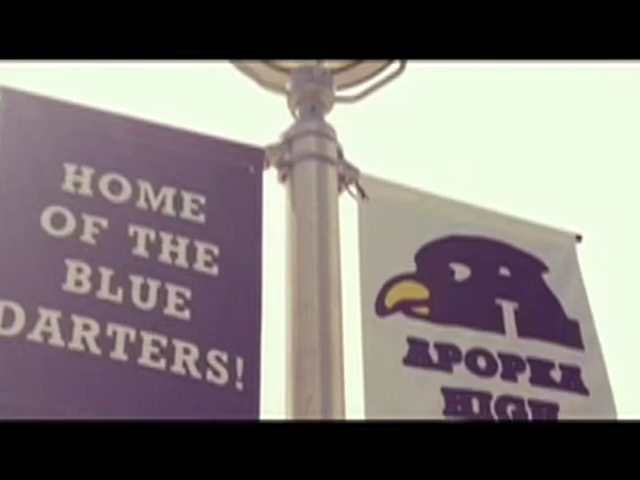 HOME
OF THE
BLUE
DARTERS!
APOPKA
HIGH